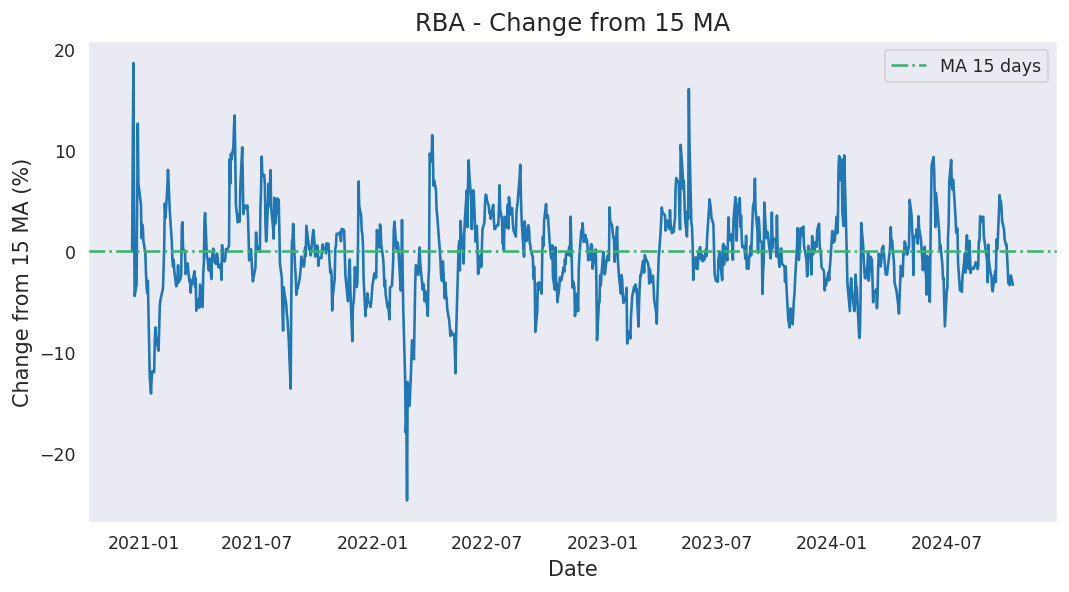 RBA - Change from 15 MA
MA 15 days
Change from 15 MA (%)
20
10
0
−10
−20
2021-01 2021-07 2022-01 2022-07 2023-01 2023-07 2024-01 2024-07
Date